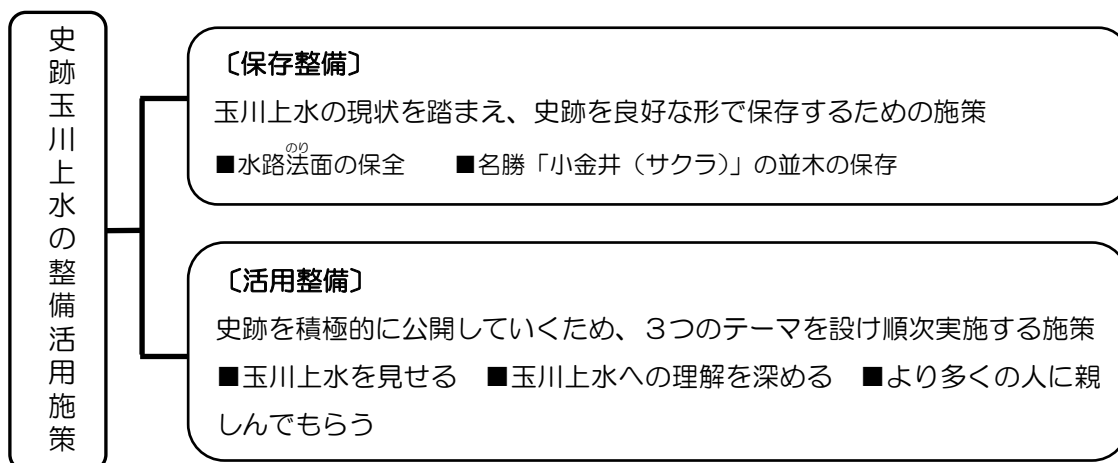 史跡玉川上水の整備活用施策
〔保存整備〕
玉川上水の現状を踏まえ、史跡を良好な形で保存するための施策
のり
■水路法面の保全　■名勝「小金井（サクラ）」の並木の保存
〔活用整備〕
史跡を積極的に公開していくため、３つのテーマを設け順次実施する施策
■玉川上水を見せる　■玉川上水への理解を深める　■より多くの人に親
しんでもらう